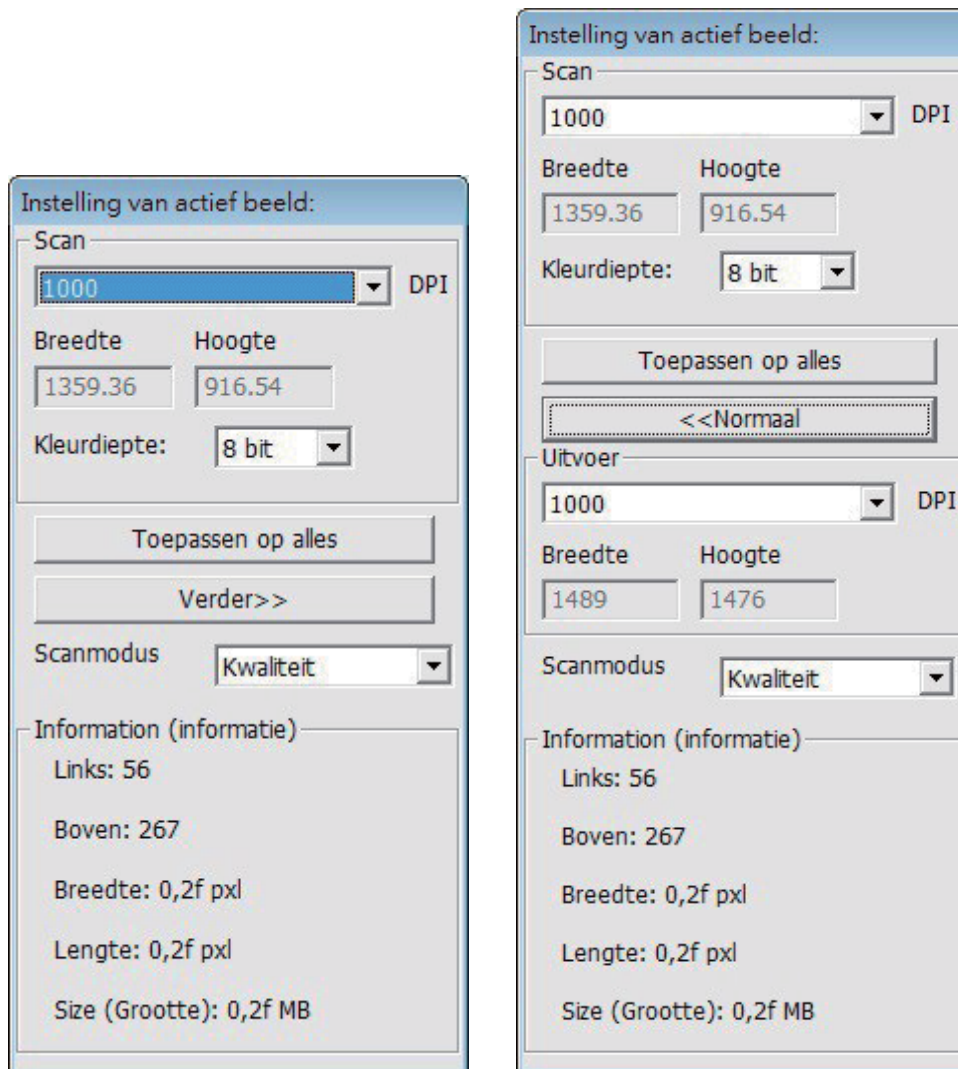 Instelling van actief beeld:
Scan
1000 DPI
Breedte Hoogte
1359.36 916.54
Kleurdiepte: 8 bit
Toepassen op alles
Verder>>
Scanmodus Kwaliteit
Information (informatie)
Links: 56
Boven: 267
Breedte: 0,2f pxl
Lengte: 0,2f pxl
Size (Grootte): 0,2f MB
Instelling van actief beeld:
Scan
1000 DPI
Breedte Hoogte
1359.36 916.54
Kleurdiepte: 8 bit
Toepassen op alles
<<Normaal
Uitvoer
1000 DPI
Breedte Hoogte
1489 1476
Scanmodus Kwaliteit
Information (informatie)
Links: 56
Boven: 267
Breedte: 0,2f pxl
Lengte: 0,2f pxl
Size (Grootte): 0,2f MB